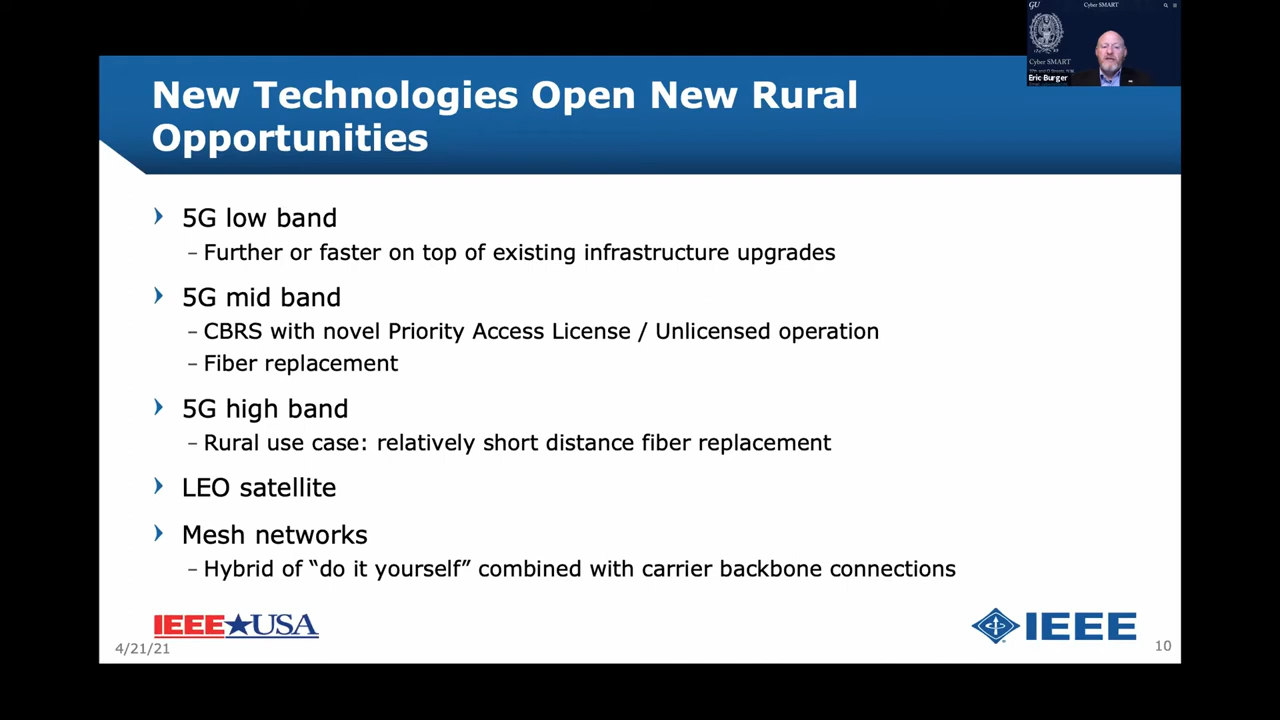 GU
Cyber SMART
Cyber SMART
Eric Burger
New Technologies Open New Rural
Opportunities
5G low band
– Further or faster on top of existing infrastructure upgrades
5G mid band
– CBRS with novel Priority Access License / Unlicensed operation
– Fiber replacement
5G high band
– Rural use case: relatively short distance fiber replacement
LEO satellite
Mesh networks
– Hybrid of “do it yourself” combined with carrier backbone connections
IEEE★USA
IEEE
4/21/21
10